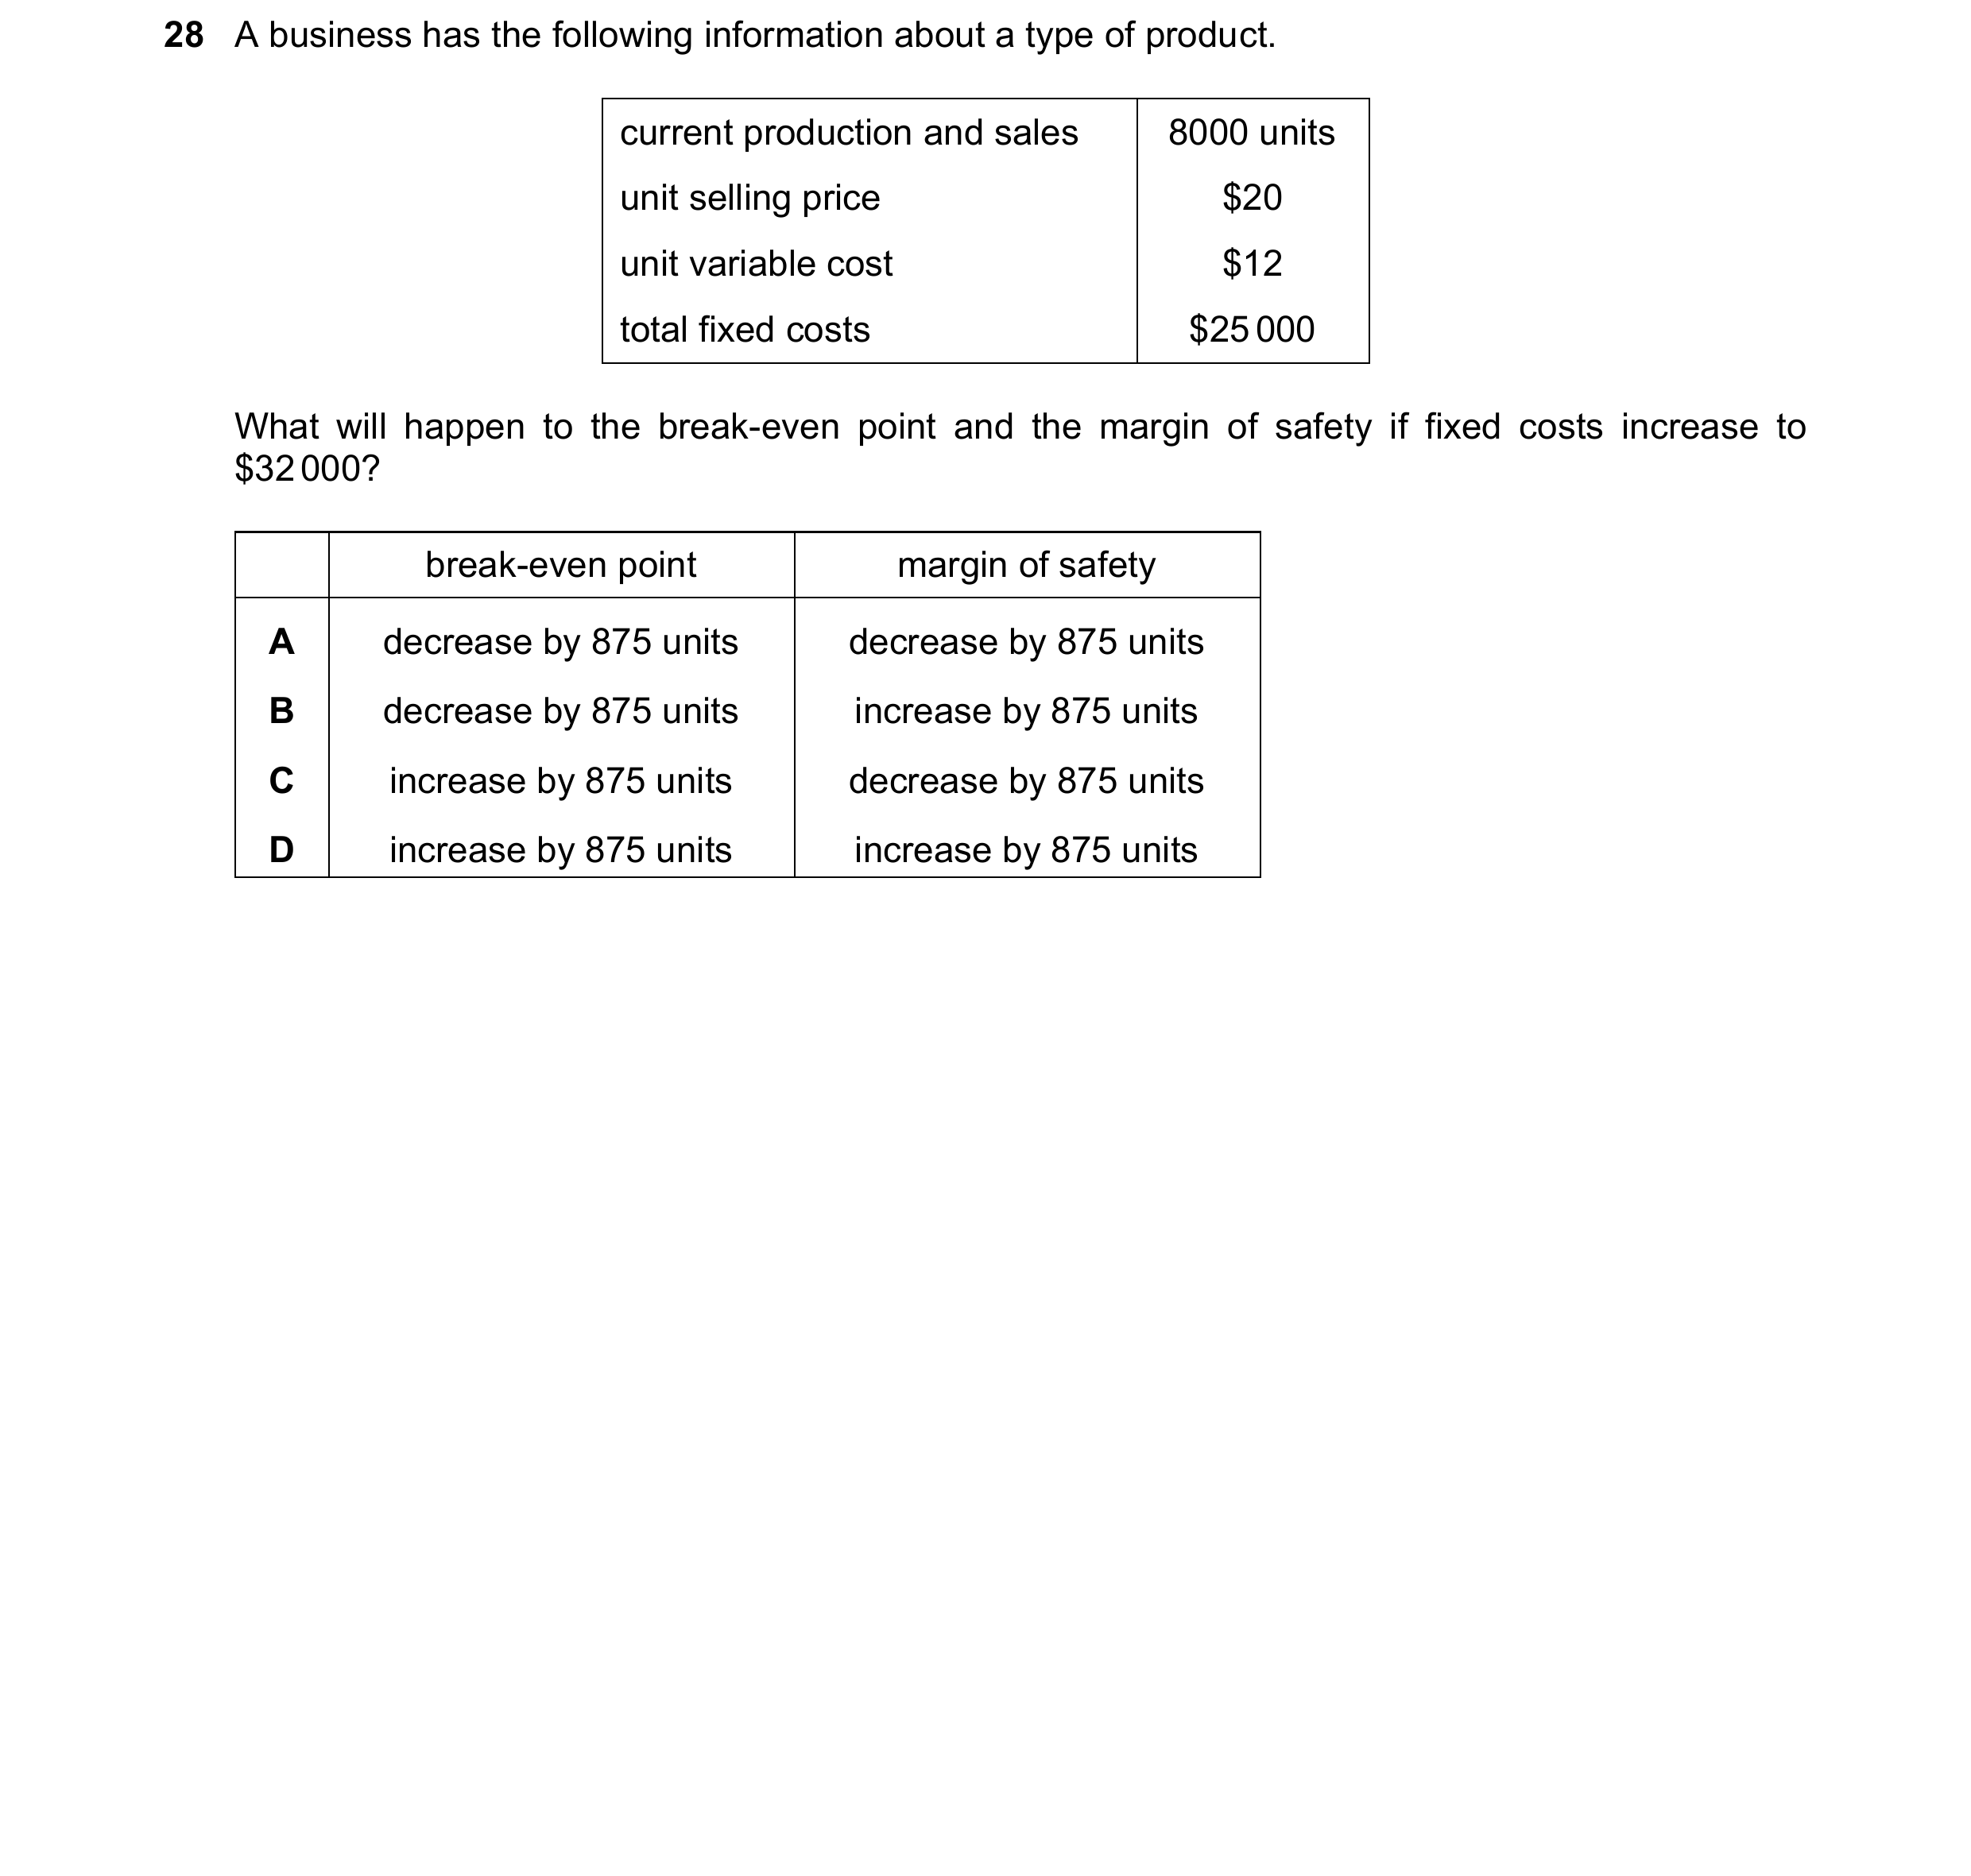 28 A business has the following information about a type of product.
current production and sales 8000 units
unit selling price $20
unit variable cost $12
total fixed costs $25 000
What will happen to the break-even point and the margin of safety if fixed costs increase to
$32 000?
break-even point margin of safety
A decrease by 875 units decrease by 875 units
B decrease by 875 units increase by 875 units
C increase by 875 units decrease by 875 units
D increase by 875 units increase by 875 units